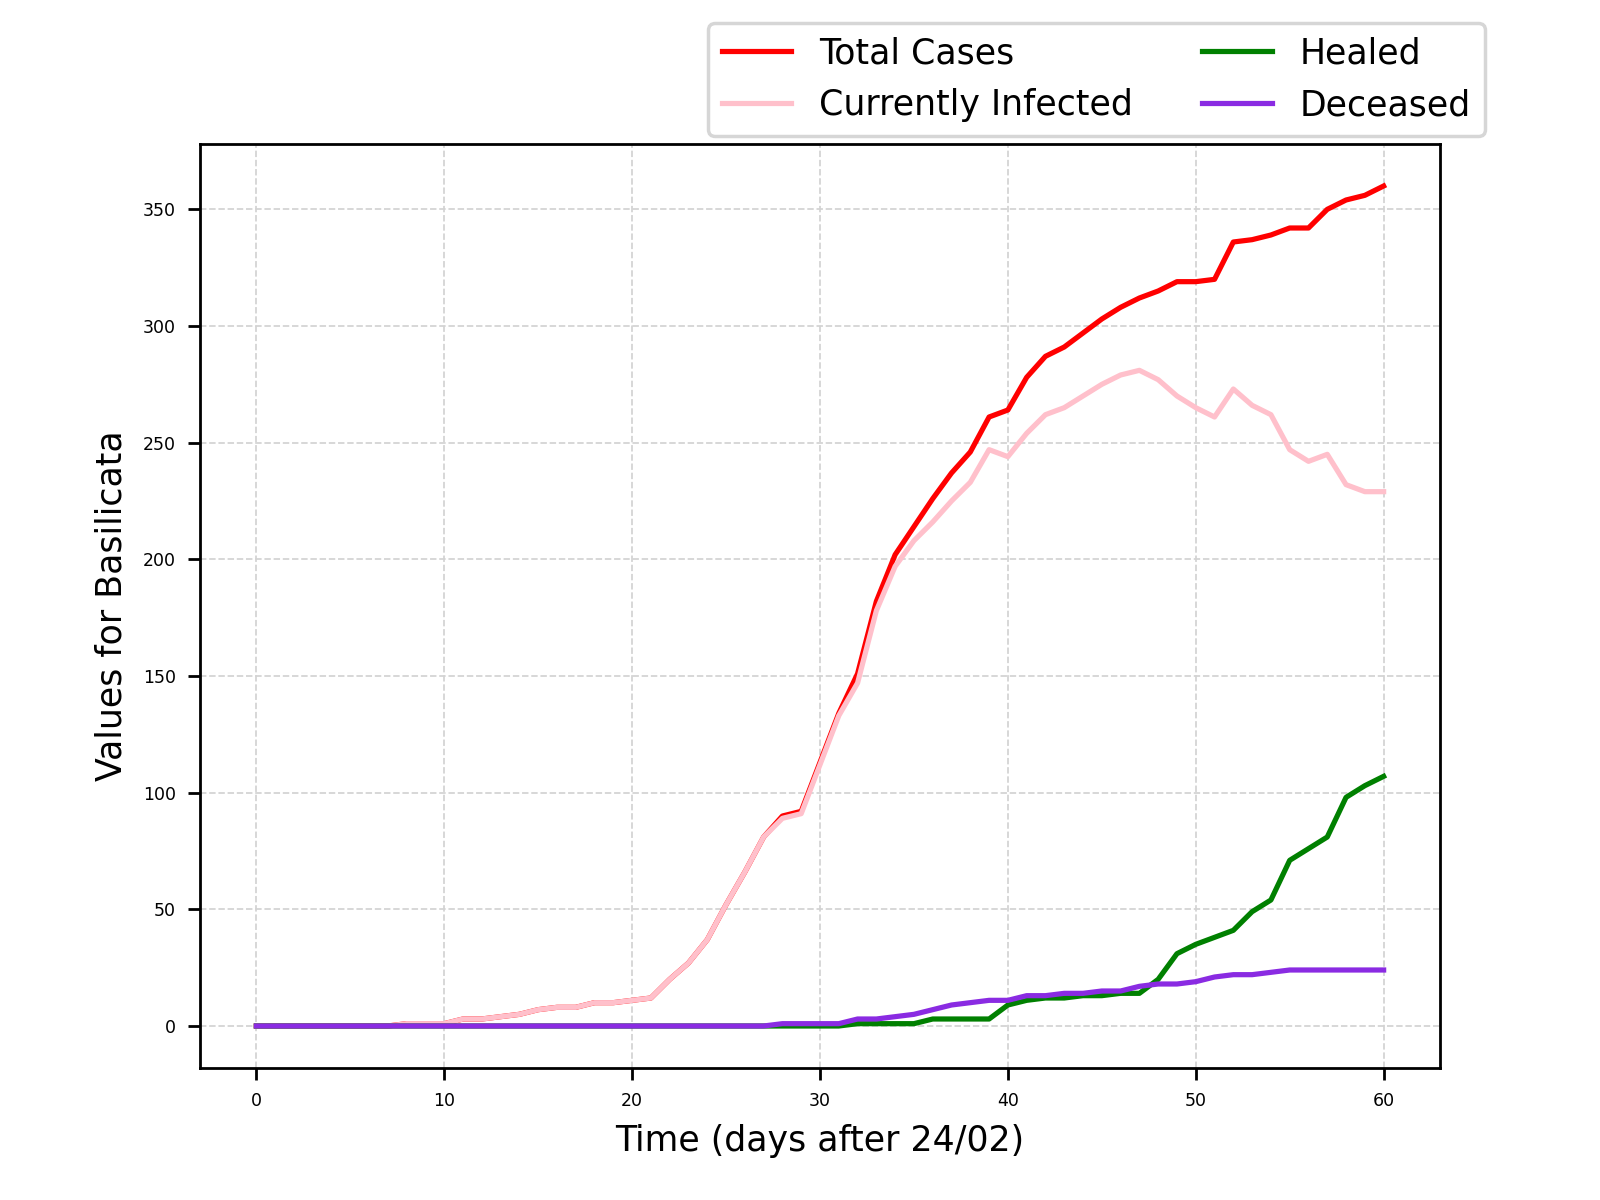 Total Cases
Currently Infected
Healed
Deceased
Values for Basilicata
350
300
250
200
150
100
50
0
0 10 20 30 40 50 60
Time (days after 24/02)